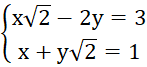 x√2 − 2y = 3
x + y√2 = 1